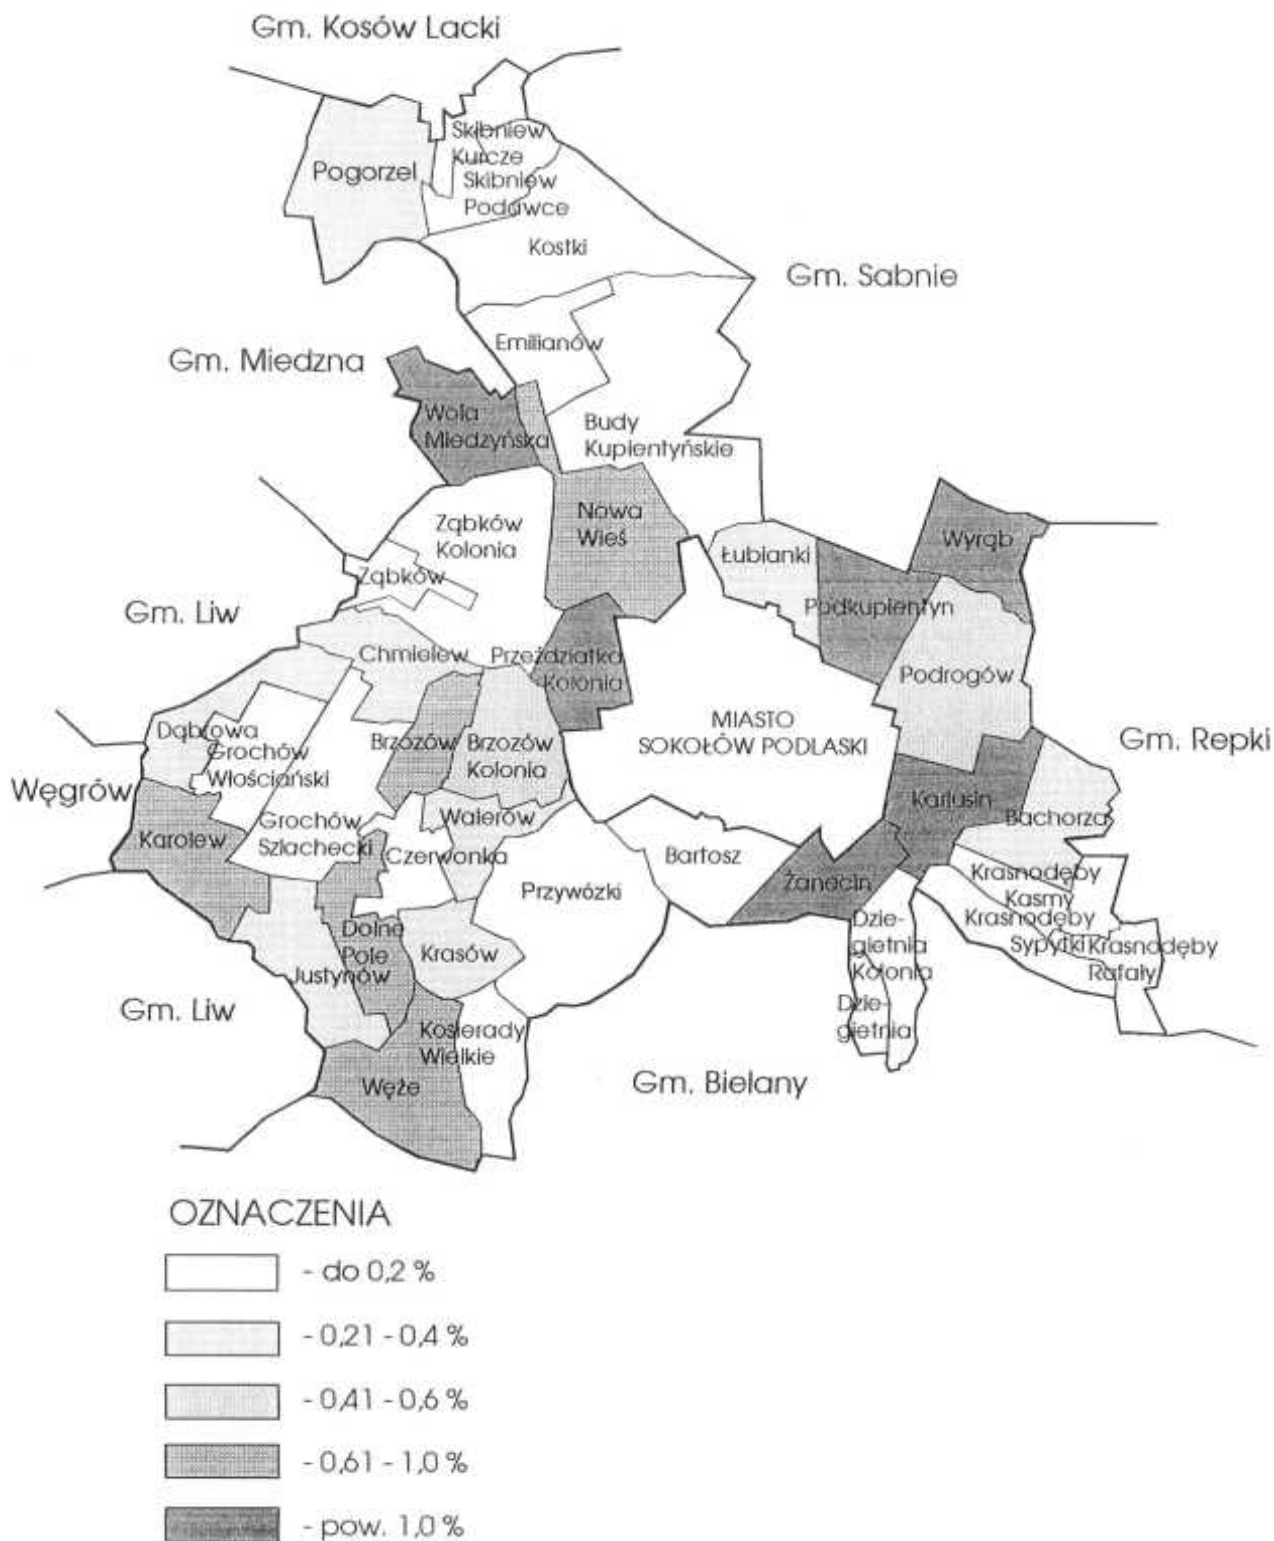 Gm. Kosów Lacki
Skibniew
Kurcze
Pogorzel
Skibniew
Podawce
Kostki
Gm. Sabnie
Emilianów
Gm. Miedzna
Wola
Miedzyńska
Budy
Kupientyńskie
Ząbków
Kolonia
Nowa
Wieś
Łubianki
Wyrąb
Ząbków
Gm. Liw
Podkupientyn
Chmielew
Przeździatka
Kolonia
Podrogów
Dąbrowa
Grochów
Włościański
Brzozów
Brzozów
Kolonia
MIASTO
SOKOŁÓW PODLASKI
Gm. Repki
Węgrów
Karolew
Grochów
Szlachecki
Walerów
Czerwonka
Bartosz
Karlusin
Bachorza
Przywózki
Żanecin
Krasnodęby
Kasmy
Krasnodęby
Sypytki
Krasnodęby
Rafały
Dzie-
gietnia
Kolonia
Dzie-
gietnia
Dolne
Pole
Krasów
Justynów
Gm. Liw
Kosierady
Wielkie
Węże
Gm. Bielany
OZNACZENIA
- do 0,2 %
- 0,21 - 0,4 %
- 0,41 - 0,6 %
- 0,61 - 1,0 %
- pow. 1,0 %